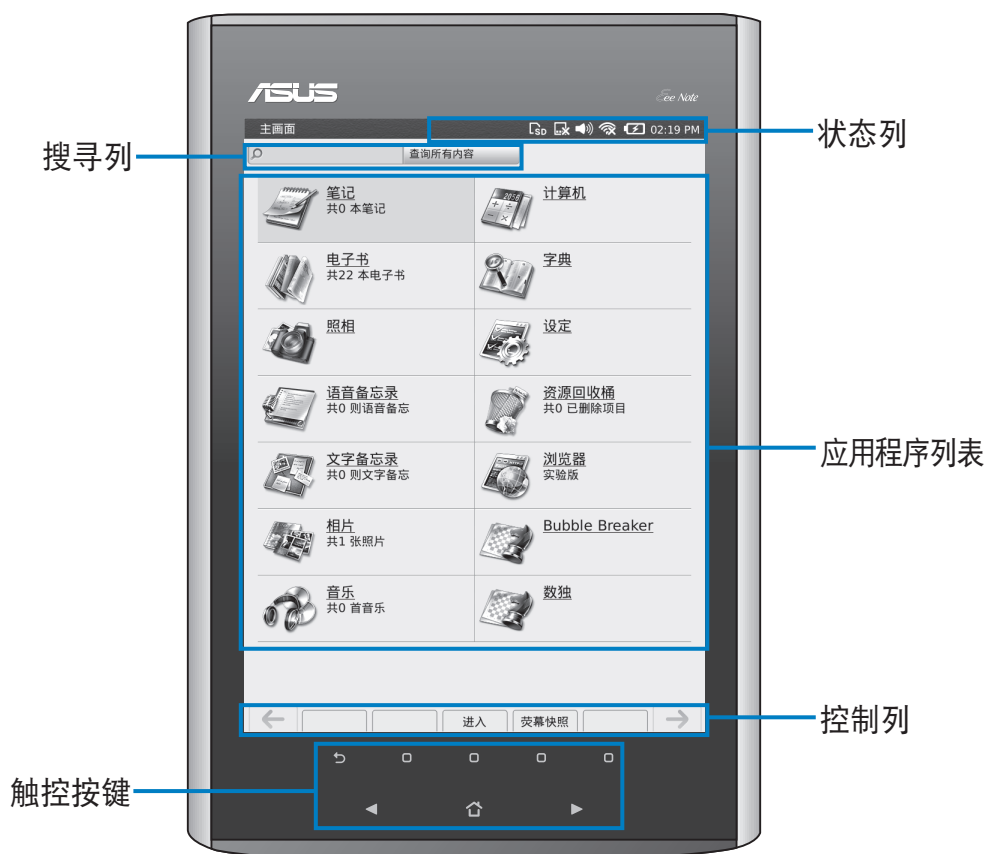 ASUS
Eee Note
主画面
SD
02:19 PM
状态列
搜寻列
查询所有内容
笔记
共0 本笔记
计算机
电子书
共22 本电子书
字典
照相
设定
语音备忘录
共0 则语音备忘
资源回收桶
共0 已删除项目
应用程序列表
文字备忘录
共0 则文字备忘
浏览器
实验版
相片
共1 张照片
Bubble Breaker
音乐
共0 首音乐
数独
进入
荧幕快照
控制列
触控按键